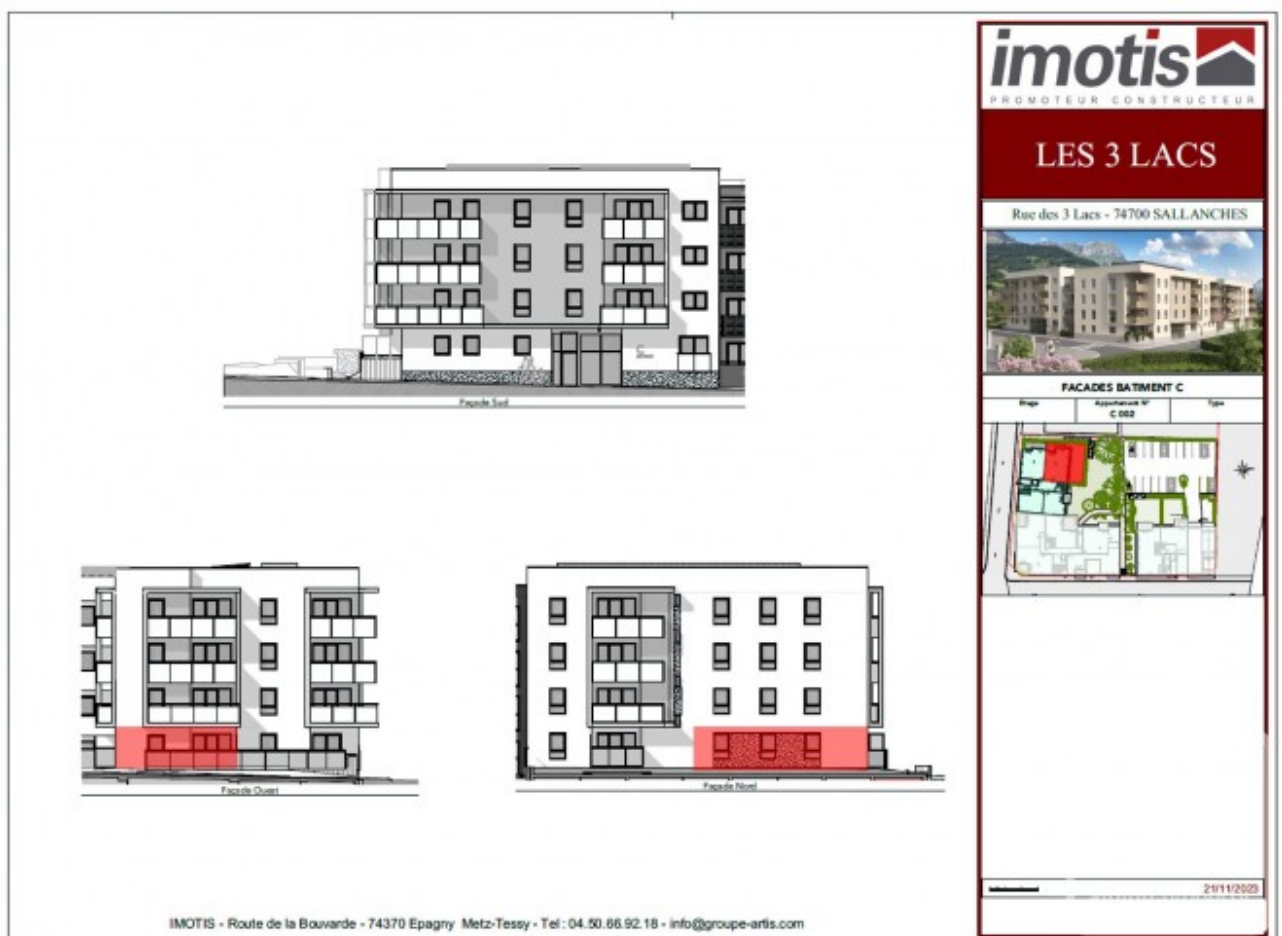 imotis
PROMOTEUR CONSTRUCTEUR
LES 3 LACS
Rue des 3 Lacs - 74700 SALLANCHES
FACADES BATIMENT C
Etage
Appartement N°
Type
C 002
Façade Sud
Façade Ouest
Façade Nord
21/11/2023
IMOTIS - Route de la Bouvarde - 74370 Epagny Metz-Tessy - Tel : 04.50.66.92.18 - info@groupe-artis.com